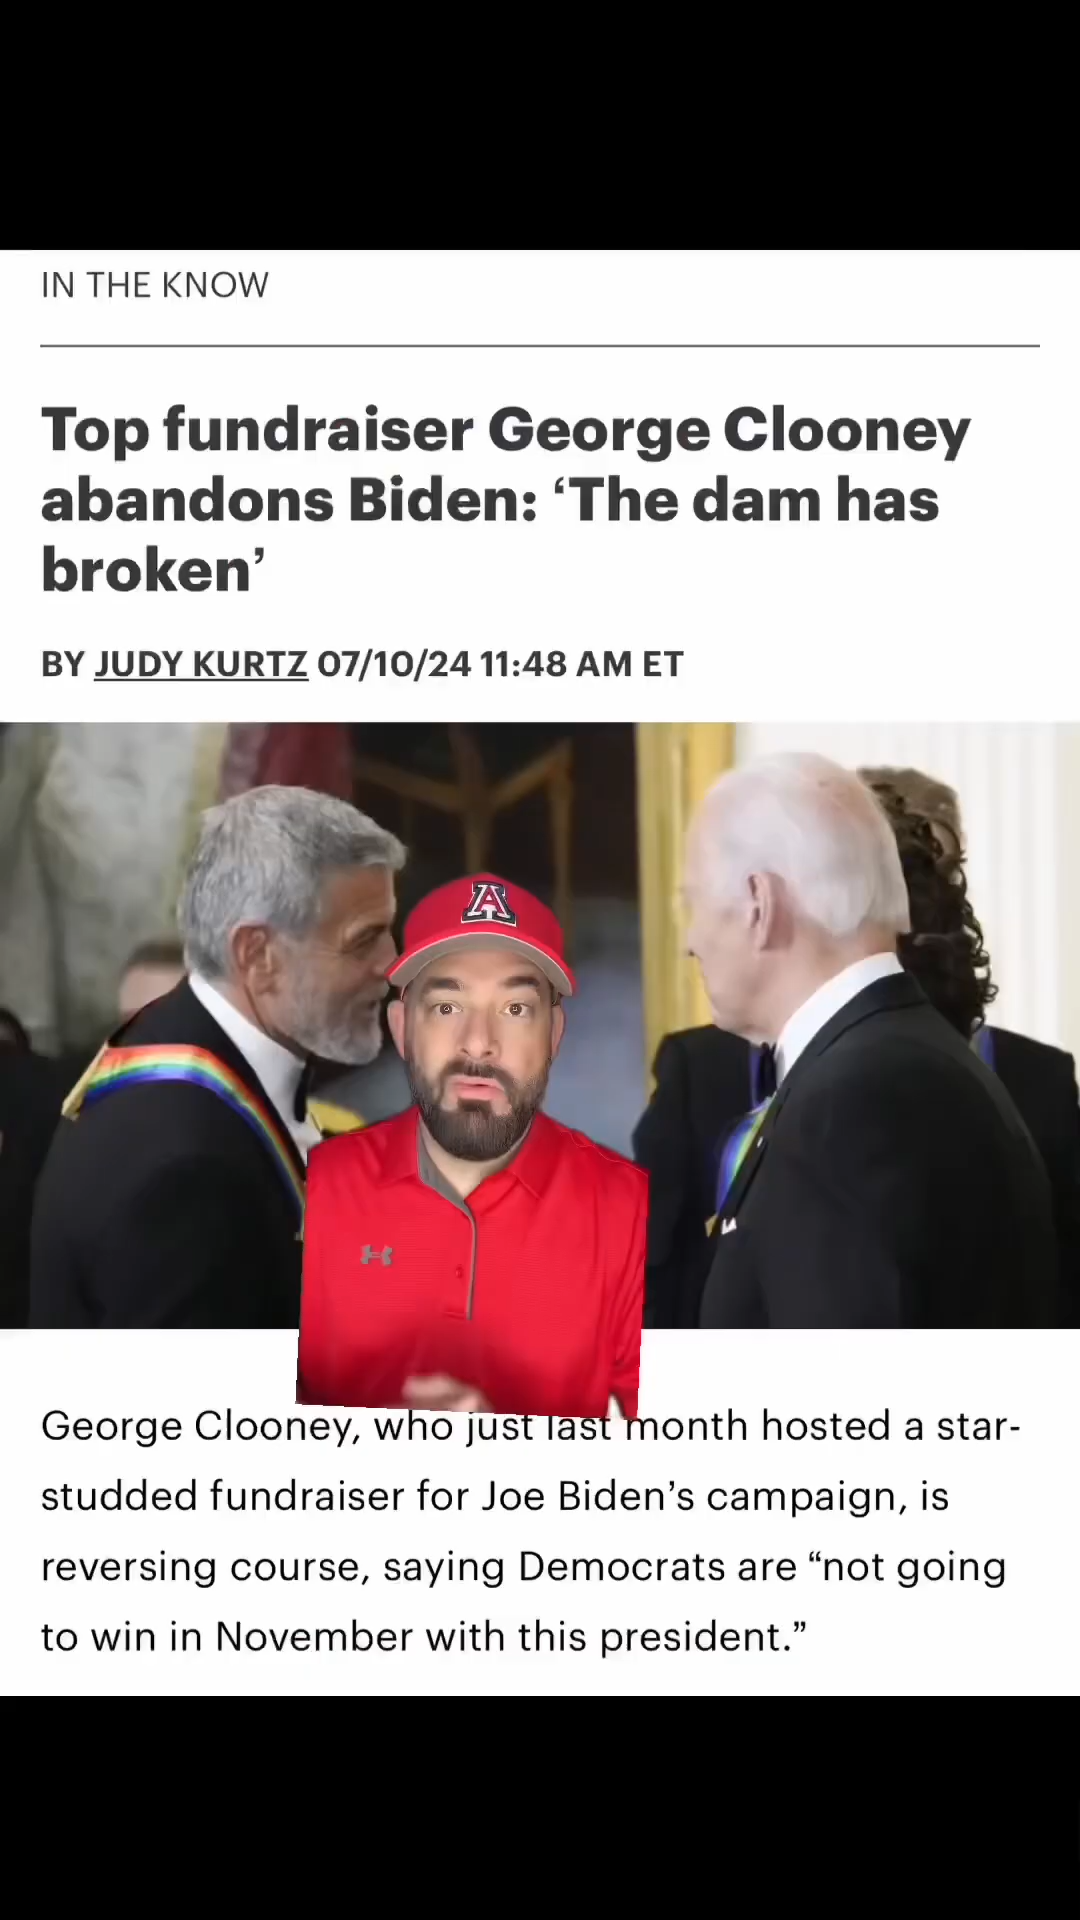 IN THE KNOW
Top fundraiser George Clooney
abandons Biden: ‘The dam has
broken’
BY JUDY KURTZ 07/10/24 11:48 AM ET
A
George Clooney, who just last month hosted a star-
studded fundraiser for Joe Biden’s campaign, is
reversing course, saying Democrats are “not going
to win in November with this president.”